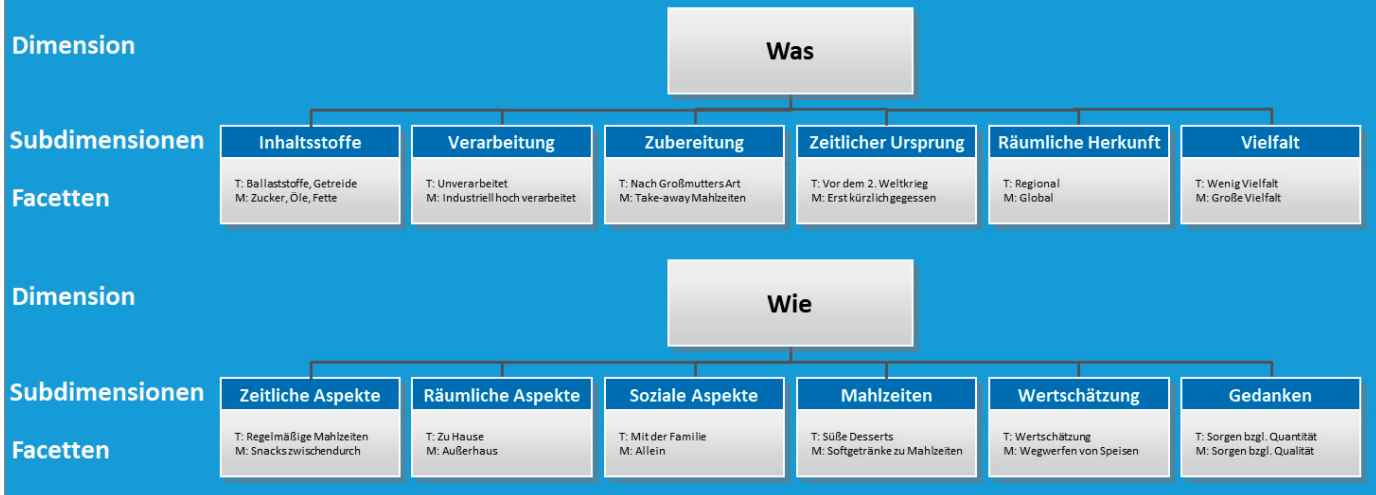 Dimension
Was
Subdimensionen
Inhaltsstoffe
Verarbeitung
Zubereitung
Zeitlicher Ursprung
Räumliche Herkunft
Vielfalt
Facetten
T: Ballaststoffe, Getreide
M: Zucker, Öle, Fette
T: Unverarbeitet
M: Industriell hoch verarbeitet
T: Nach Großmutters Art
M: Take-away Mahlzeiten
T: Vor dem 2. Weltkrieg
M: Erst kürzlich gegessen
T: Regional
M: Global
T: Wenig Vielfalt
M: Große Vielfalt
Dimension
Wie
Subdimensionen
Zeitliche Aspekte
Räumliche Aspekte
Soziale Aspekte
Mahlzeiten
Wertschätzung
Gedanken
Facetten
T: Regelmäßige Mahlzeiten
M: Snacks zwischendurch
T: Zu Hause
M: Außerhaus
T: Mit der Familie
M: Allein
T: Süße Desserts
M: Softgetränke zu Mahlzeiten
T: Wertschätzung
M: Wegwerfen von Speisen
T: Sorgen bzgl. Quantität
M: Sorgen bzgl. Qualität